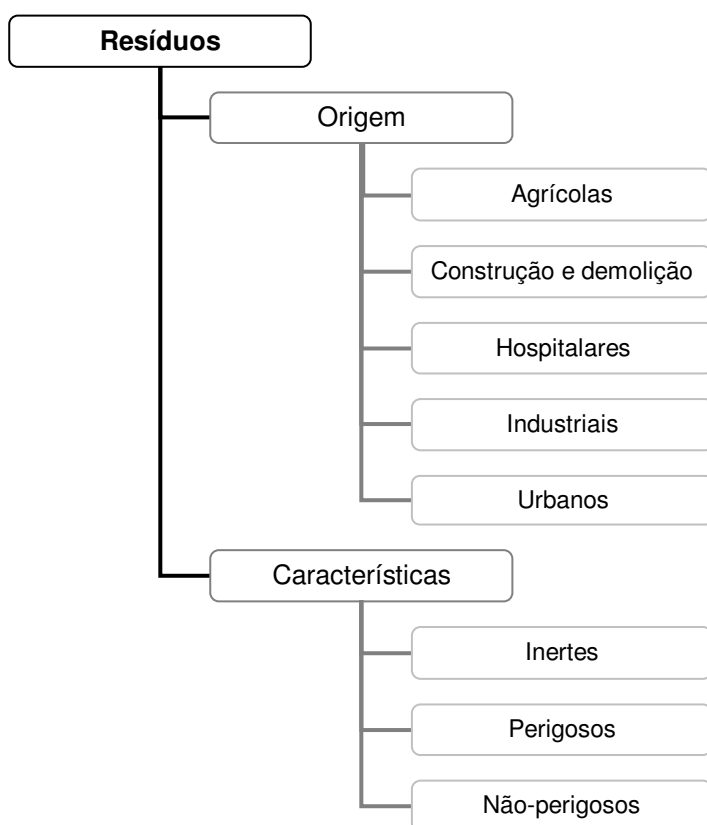 Resíduos
Origem
Agrícolas
Construção e demolição
Hospitalares
Industriais
Urbanos
Características
Inertes
Perigosos
Não-perigosos